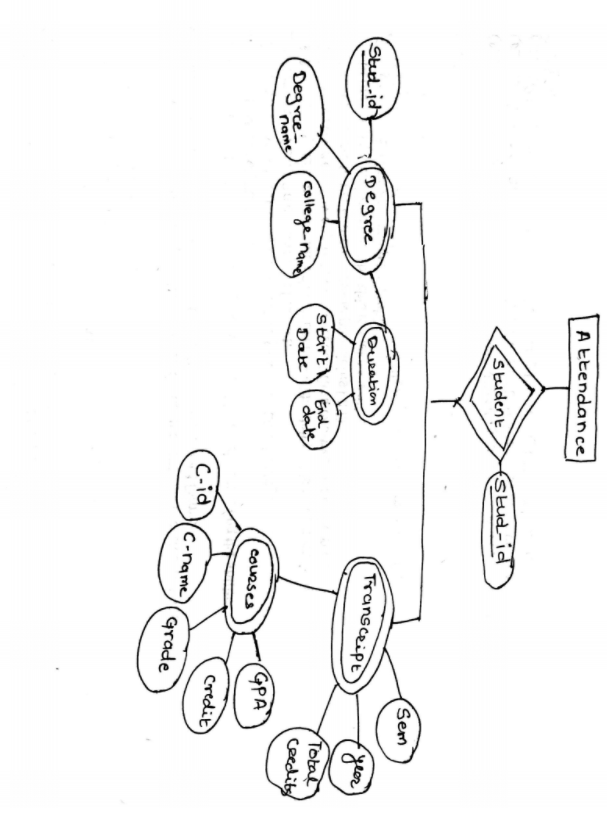 Attendance
Student
Stud-id
Stud-id
Degree
Duration
Transcript
Sem
Degree-
name
College-name
Start
Date
End
date
Year
Total
Credits
courses
GPA
C-id
C-name
Grade
Credit